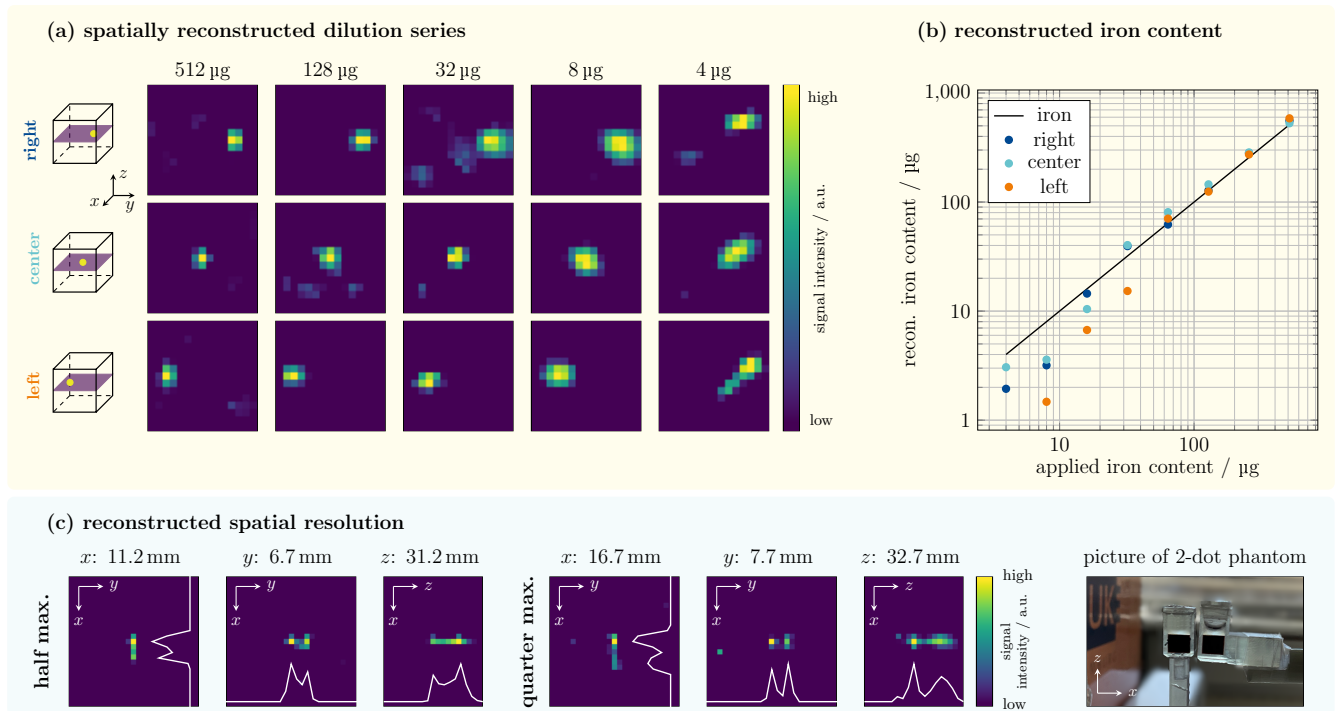 (a) spatially reconstructed dilution series
512 µg 128 µg 32 µg 8 µg 4 µg
right
center
left
z
x y
high
signal intensity / a.u.
low
(b) reconstructed iron content
1,000
100
10
1
recon. iron content / µg
iron
right
center
left
10 100
applied iron content / µg
(c) reconstructed spatial resolution
x: 11.2 mm y: 6.7 mm z: 31.2 mm x: 16.7 mm y: 7.7 mm z: 32.7 mm picture of 2-dot phantom
half max.
y
x
y
x
z
x
quarter max.
y
x
y
x
z
x
high
signal
intensity / a.u.
low
UK
z
x